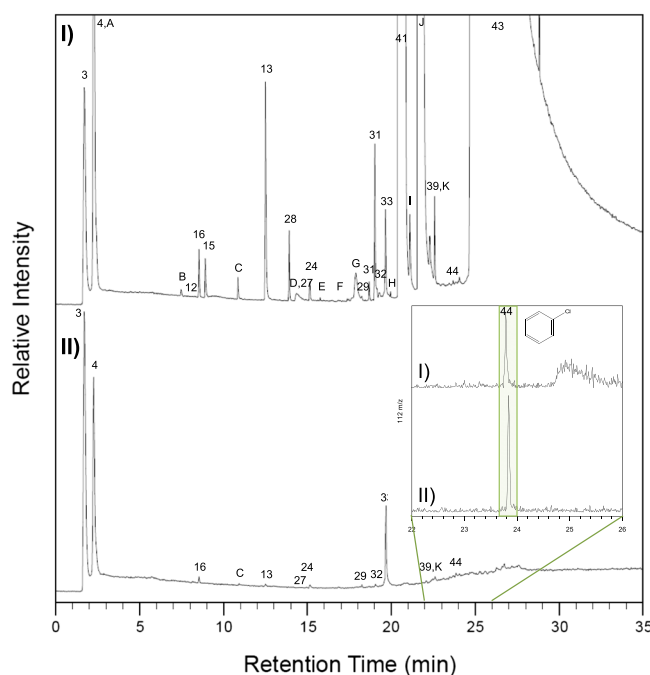 I)
4,A
3
13
41
J
43
31
39,K
33
I
28
16
15
C
B
12
24
D,27
E
F
G
31
29
32
H
44
Relative Intensity
II)
3
4
16
C
13
24
27
29
32
39,K
44
44
Cl
I)
112 m/z
II)
22 23 24 25 26
0 5 10 15 20 25 30 35
Retention Time (min)